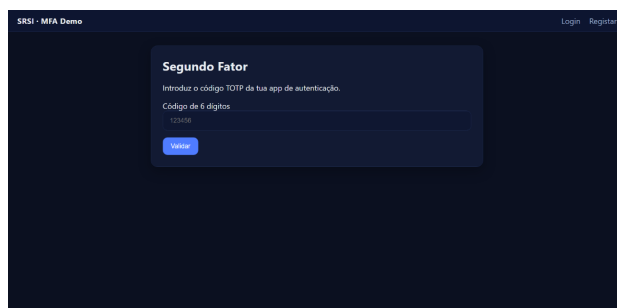 SRSI · MFA Demo
Login Registar
Segundo Fator
Introduz o código TOTP da tua app de autenticação.
Código de 6 dígitos
123456
Validar